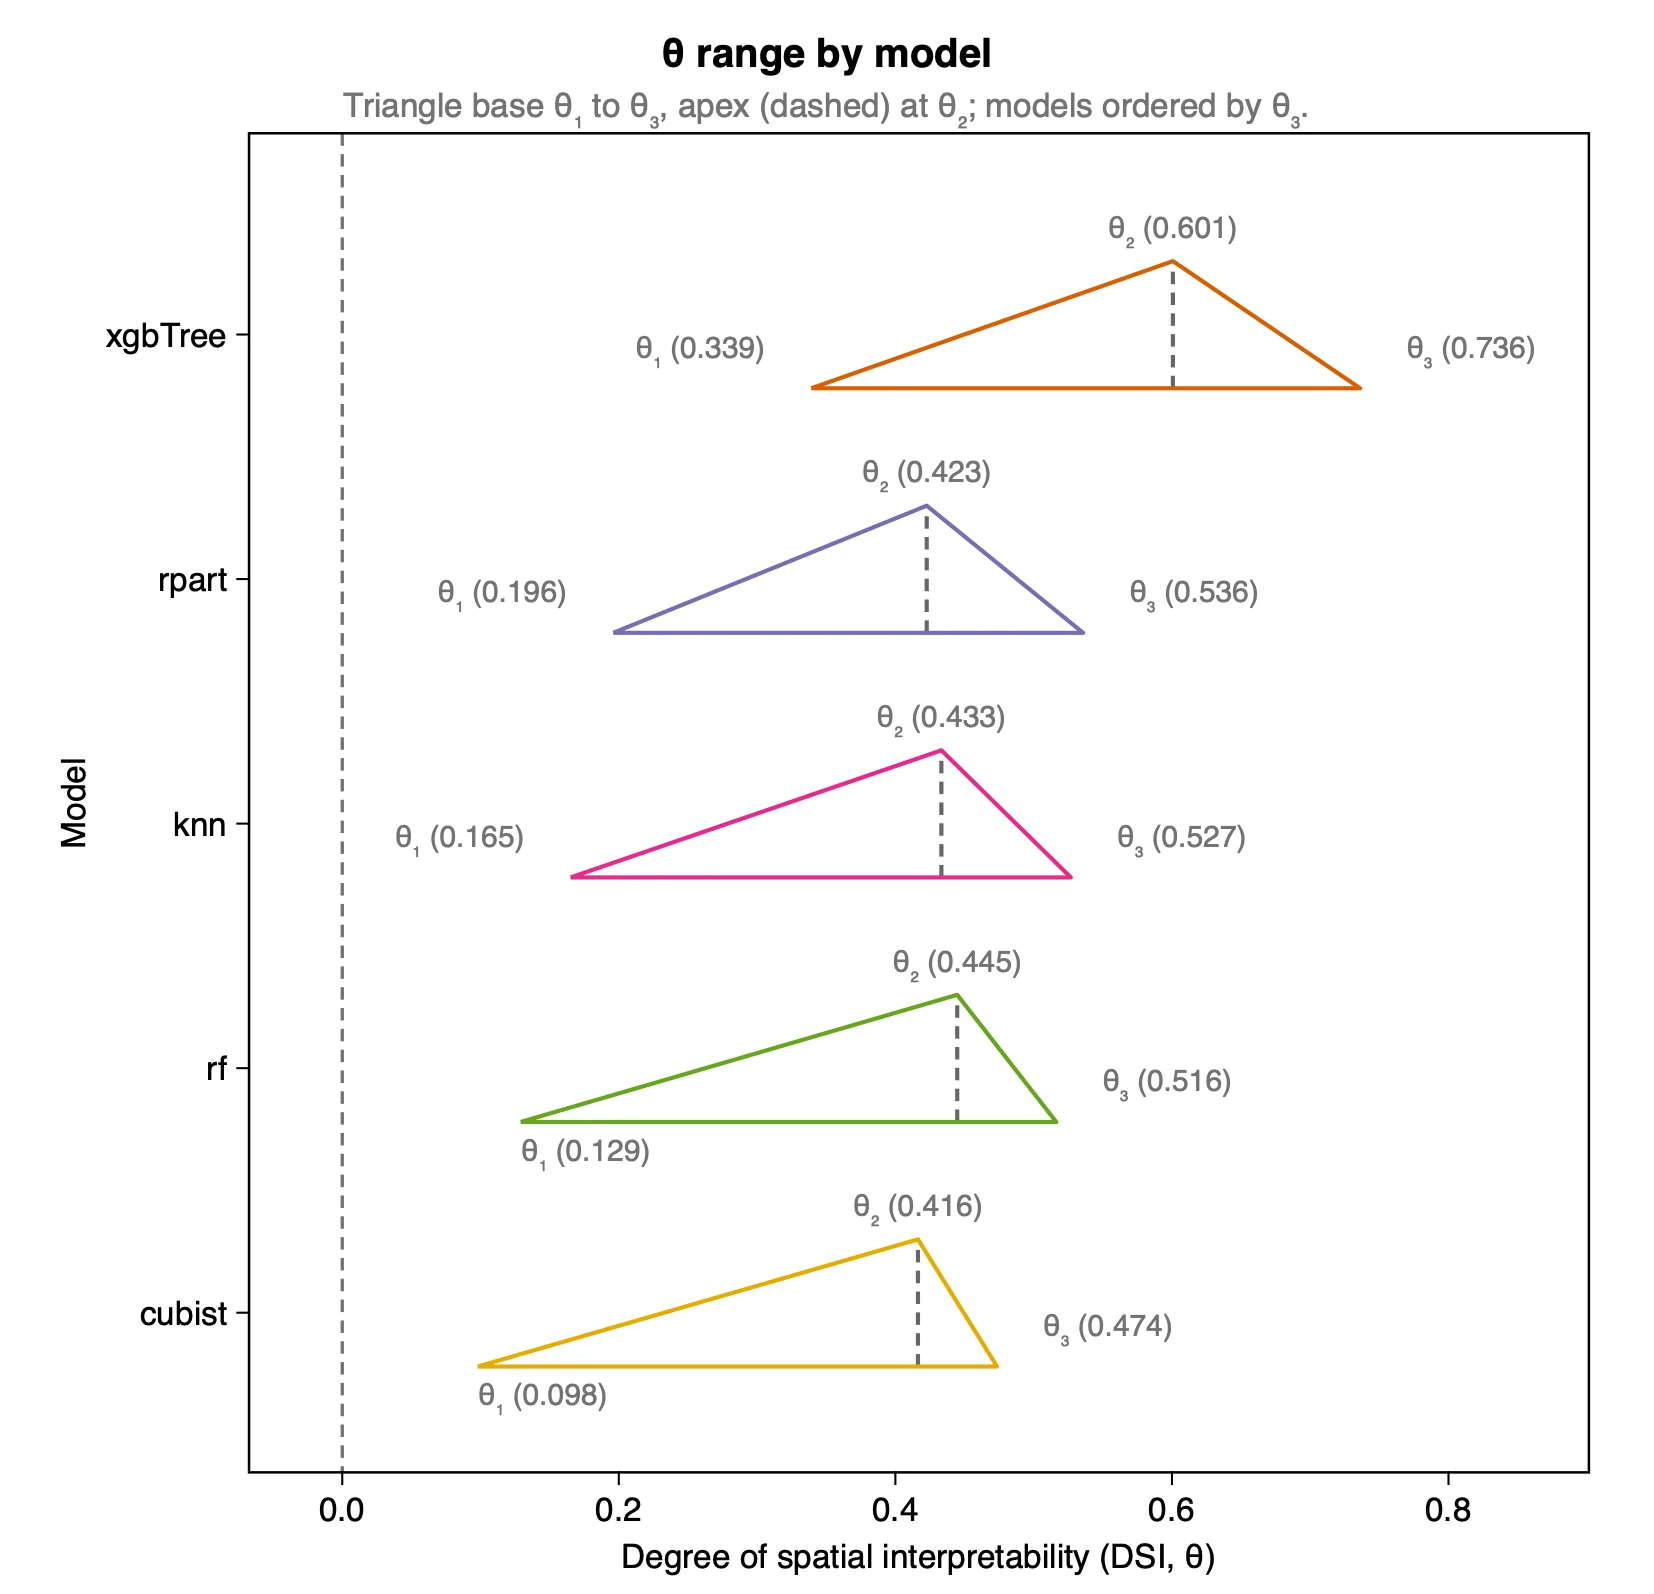 θ range by model
Triangle base θ₁ to θ₃, apex (dashed) at θ₂; models ordered by θ₃.
θ₂ (0.601)
xgbTree
θ₁ (0.339)
θ₃ (0.736)
θ₂ (0.423)
rpart
θ₁ (0.196)
θ₃ (0.536)
θ₂ (0.433)
Model
knn
θ₁ (0.165)
θ₃ (0.527)
θ₂ (0.445)
rf
θ₃ (0.516)
θ₁ (0.129)
θ₂ (0.416)
cubist
θ₃ (0.474)
θ₁ (0.098)
0.0 0.2 0.4 0.6 0.8
Degree of spatial interpretability (DSI, θ)